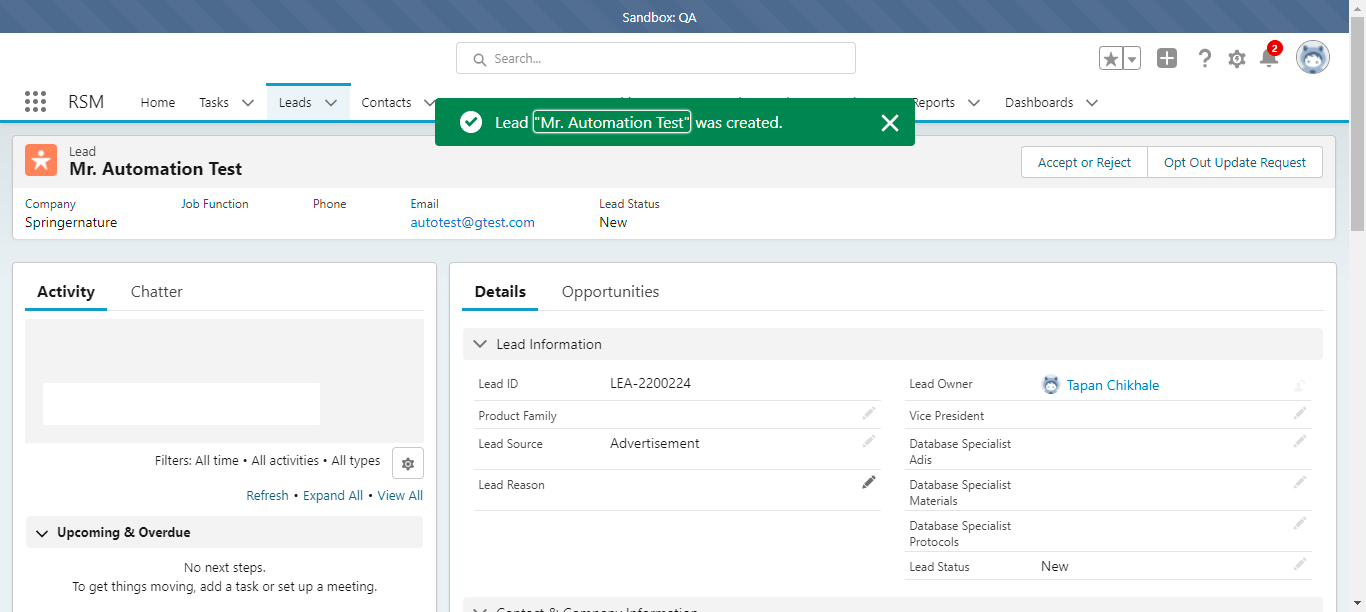 Sandbox: QA
Search...
2
RSM Home Tasks Leads Contacts Reports Dashboards
Lead "Mr. Automation Test" was created.
Lead
Mr. Automation Test
Accept or Reject Opt Out Update Request
Company Job Function Phone Email Lead Status
Springernature autotest@gtest.com New
Activity Chatter
Filters: All time • All activities • All types
Refresh • Expand All • View All
Upcoming & Overdue
No next steps.
To get things moving, add a task or set up a meeting.
Details Opportunities
Lead Information
Lead ID LEA-2200224
Product Family
Lead Source Advertisement
Lead Reason
Lead Owner Tapan Chikhale
Vice President
Database Specialist
Adis
Database Specialist
Materials
Database Specialist
Protocols
Lead Status New
Contact & Company Information